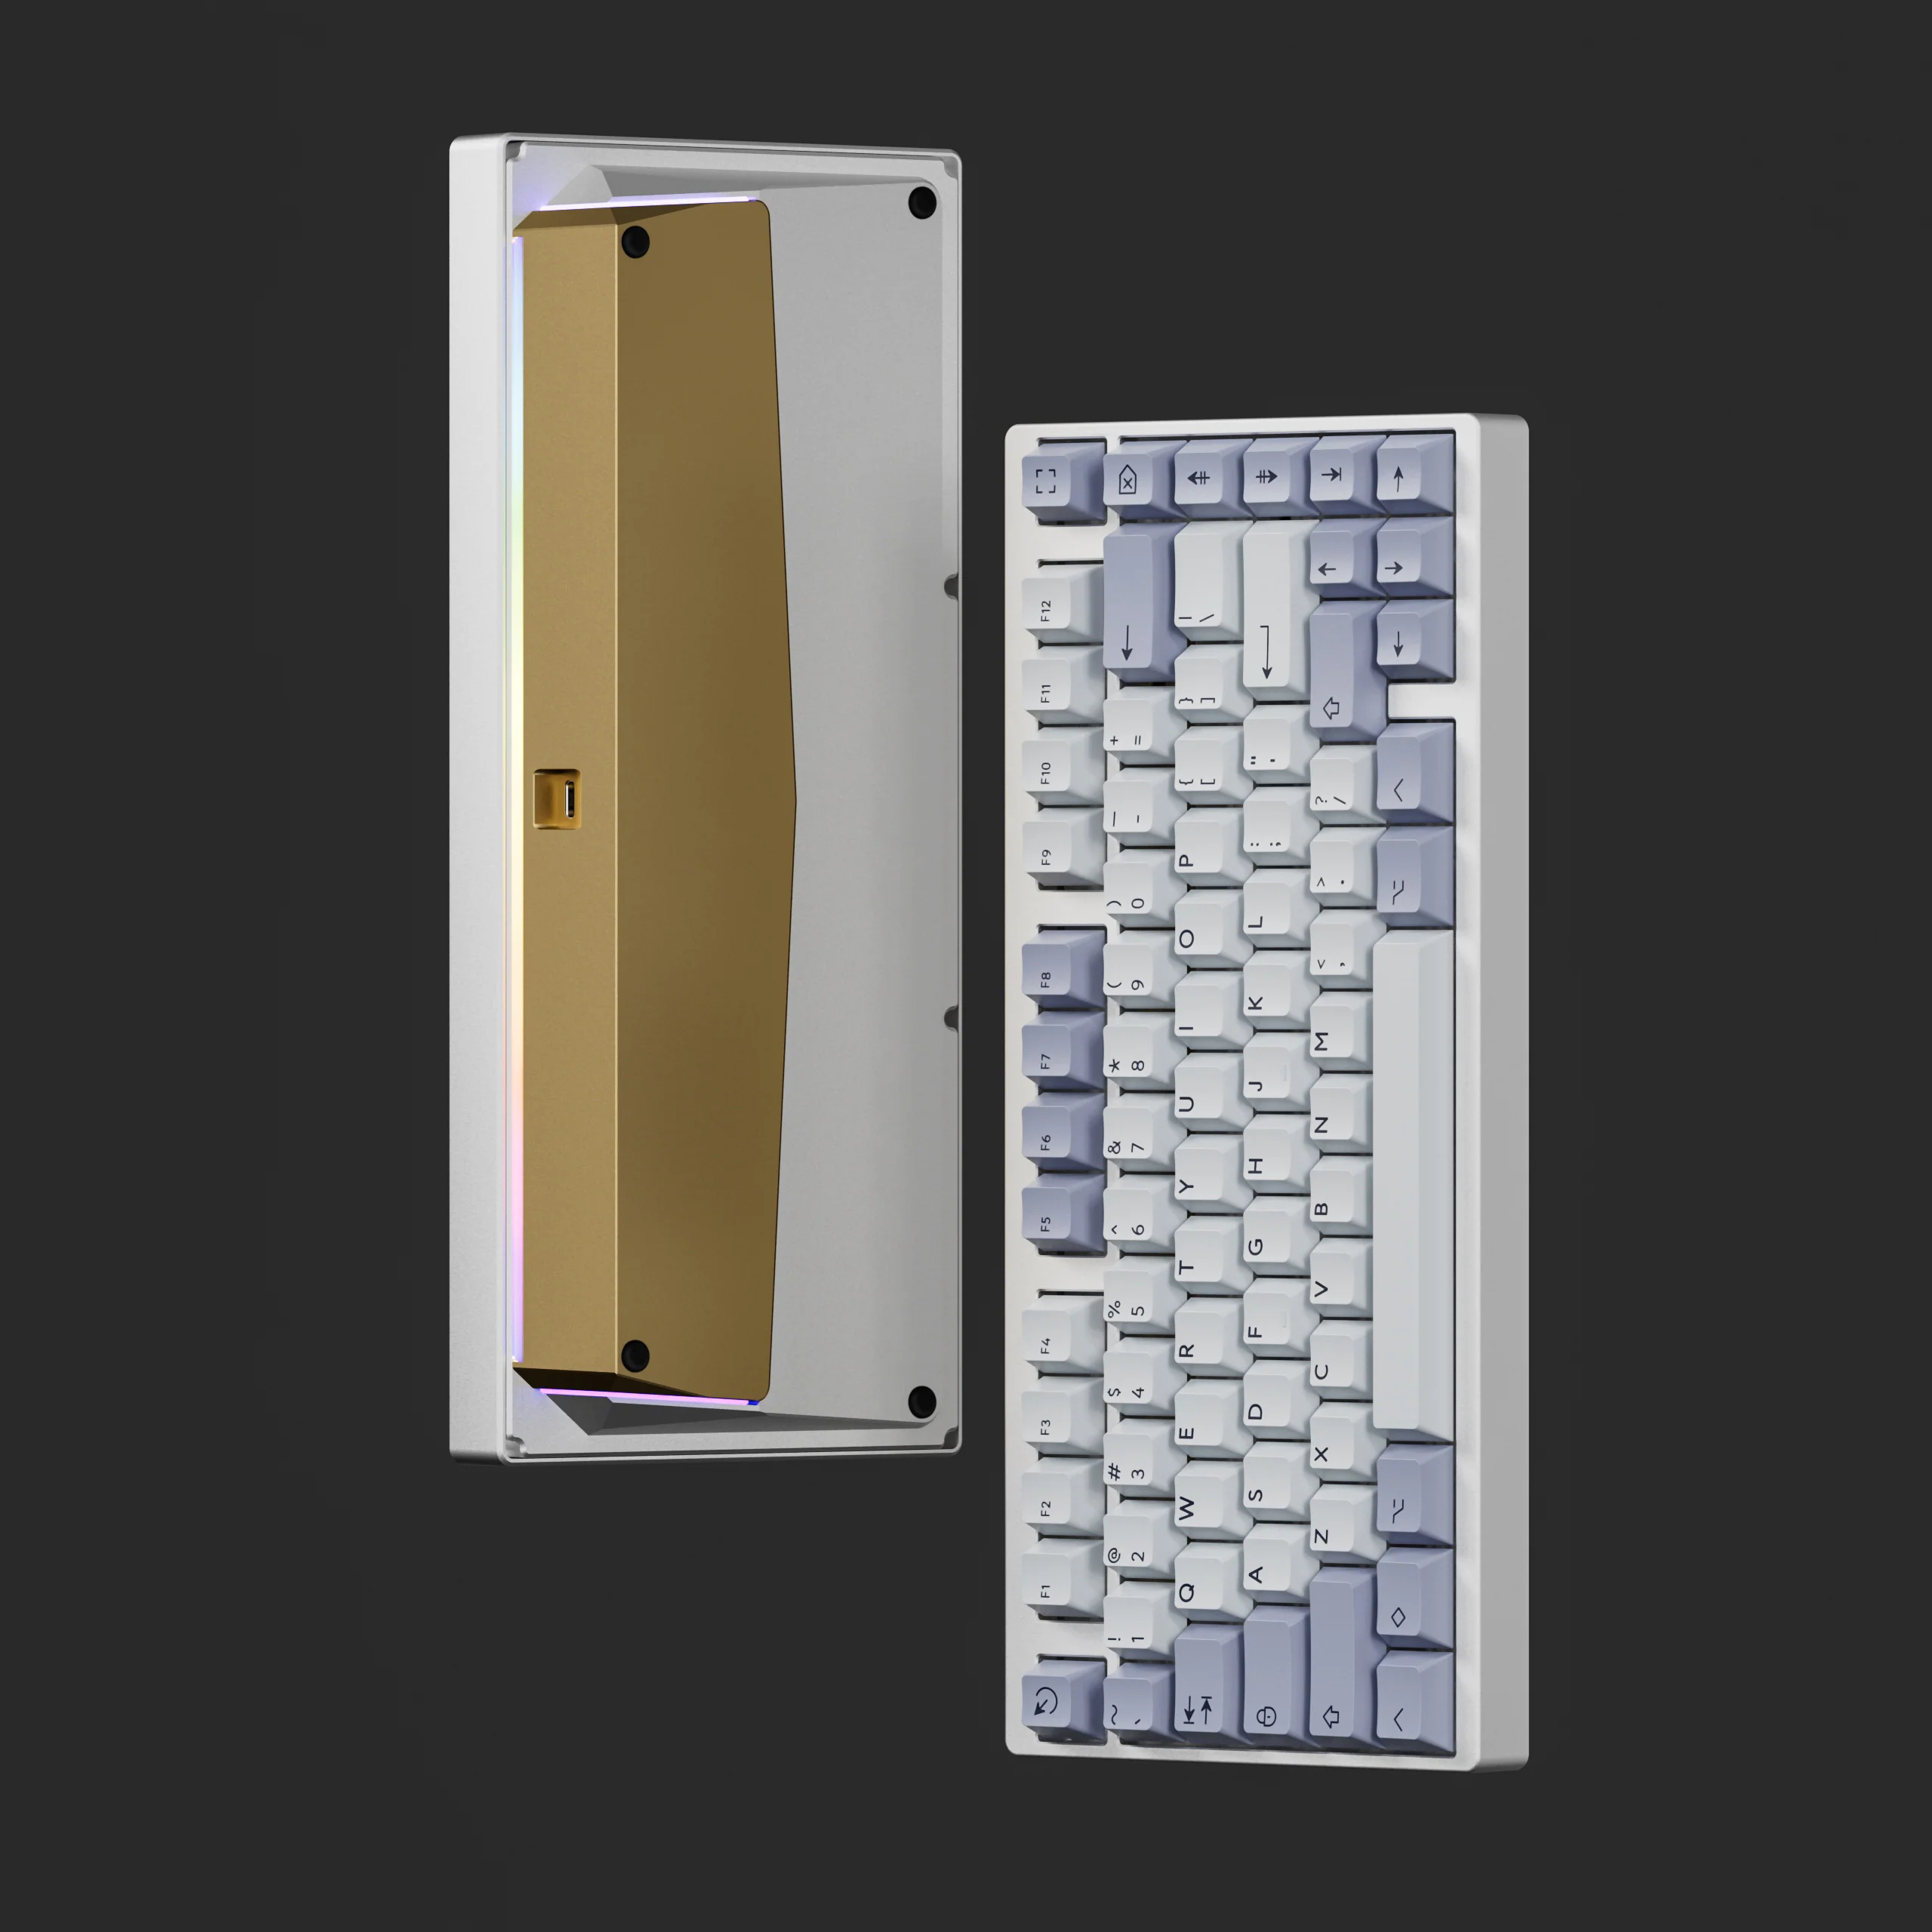 F1 F2 F3 F4 F5 F6 F7 F8 F9 F10 F11 F12
~ ! @ # $ % ^ & * ( ) _ +
` 1 2 3 4 5 6 7 8 9 0 - =
Q W E R T Y U I O P { } |
[ ] \
A S D F G H J K L : "
; '
Z X C V B N M < > ?
, . /